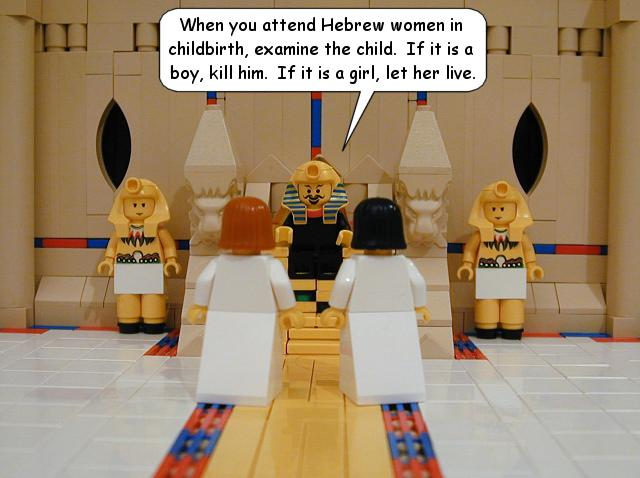 When you attend Hebrew women in
childbirth, examine the child. If it is a
boy, kill him. If it is a girl, let her live.